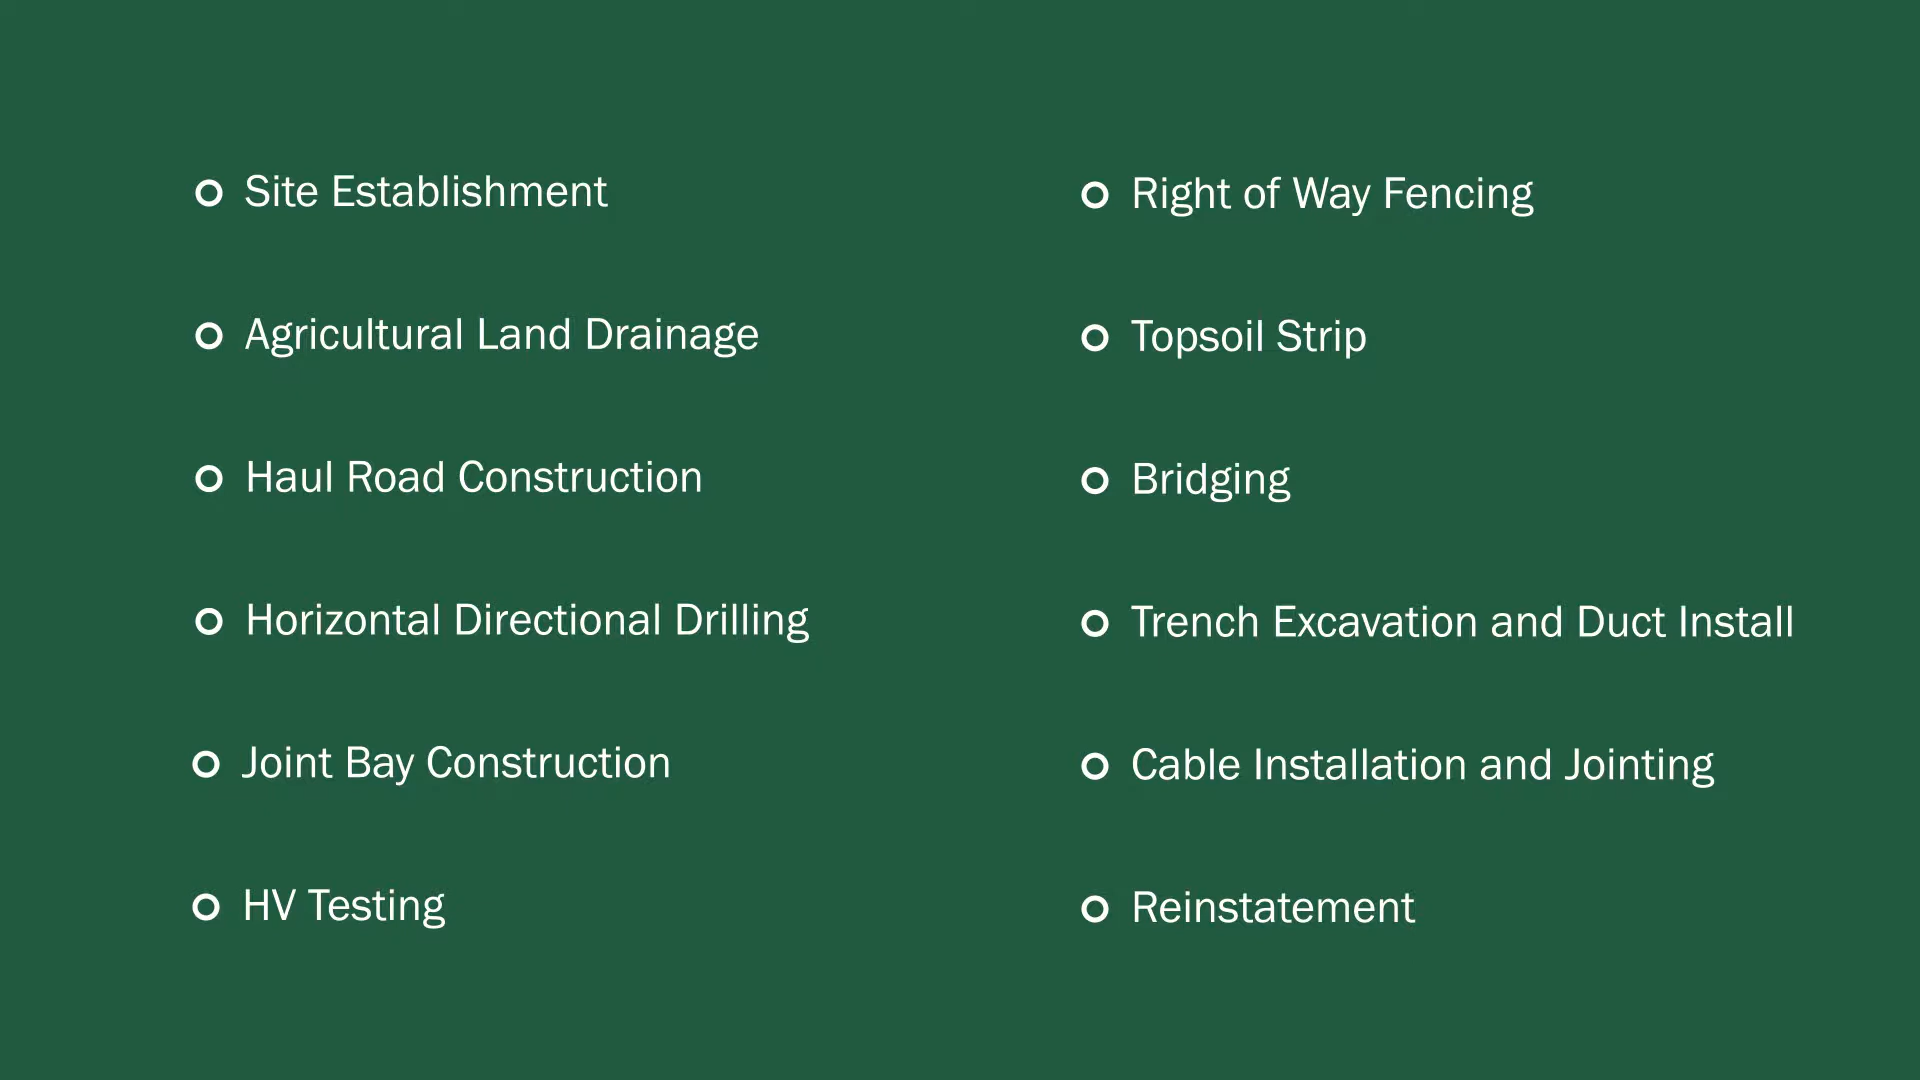 Site Establishment
Right of Way Fencing
Agricultural Land Drainage
Topsoil Strip
Haul Road Construction
Bridging
Horizontal Directional Drilling
Trench Excavation and Duct Install
Joint Bay Construction
Cable Installation and Jointing
HV Testing
Reinstatement